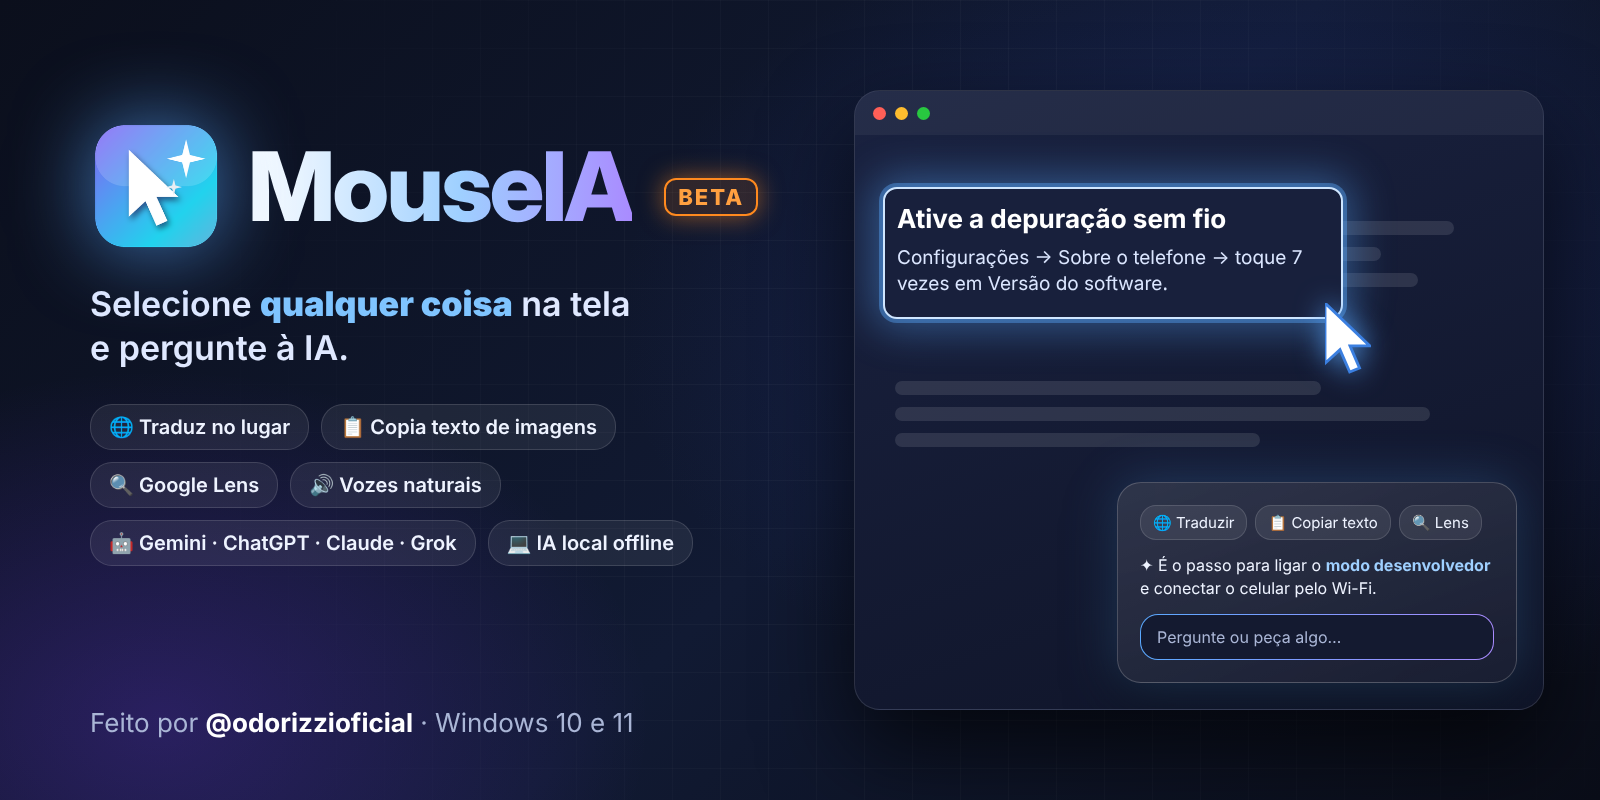 MouseIA
BETA
Selecione qualquer coisa na tela
e pergunte à IA.
🌐 Traduz no lugar
📋 Copia texto de imagens
🔍 Google Lens
🔊 Vozes naturais
🤖 Gemini · ChatGPT · Claude · Grok
💻 IA local offline
Feito por @odorizzioficial · Windows 10 e 11
Ative a depuração sem fio
Configurações → Sobre o telefone → toque 7
vezes em Versão do software.
🌐 Traduzir
📋 Copiar texto
🔍 Lens
✦ É o passo para ligar o modo desenvolvedor
e conectar o celular pelo Wi-Fi.
Pergunte ou peça algo...